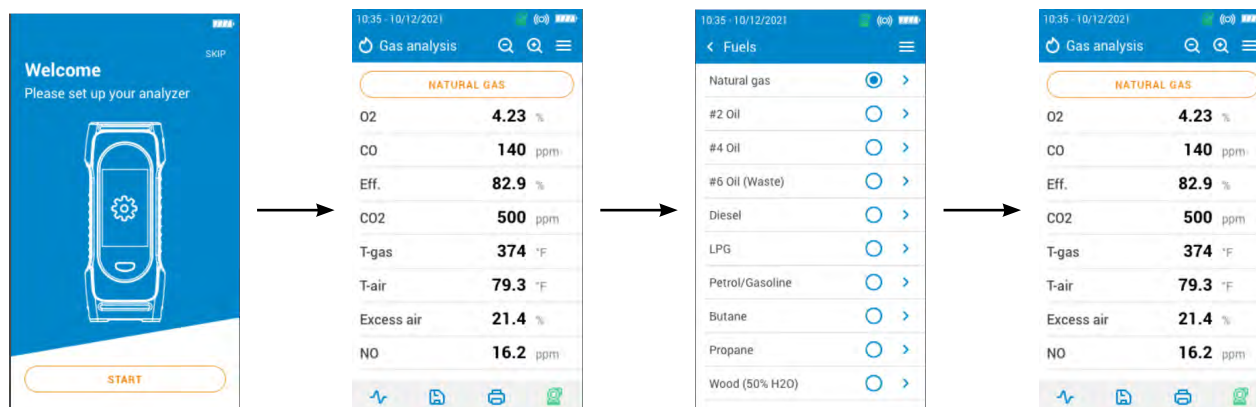 SKIP
Welcome
Please set up your analyzer
START
10:35 - 10/12/2021
Gas analysis
NATURAL GAS
O2 4.23 %
CO 140 ppm
Eff. 82.9 %
CO2 500 ppm
T-gas 374 °F
T-air 79.3 °F
Excess air 21.4 %
NO 16.2 ppm
10:35 - 10/12/2021
Fuels
Natural gas
#2 Oil
#4 Oil
#6 Oil (Waste)
Diesel
LPG
Petrol/Gasoline
Butane
Propane
Wood (50% H2O)
10:35 - 10/12/2021
Gas analysis
NATURAL GAS
O2 4.23 %
CO 140 ppm
Eff. 82.9 %
CO2 500 ppm
T-gas 374 °F
T-air 79.3 °F
Excess air 21.4 %
NO 16.2 ppm